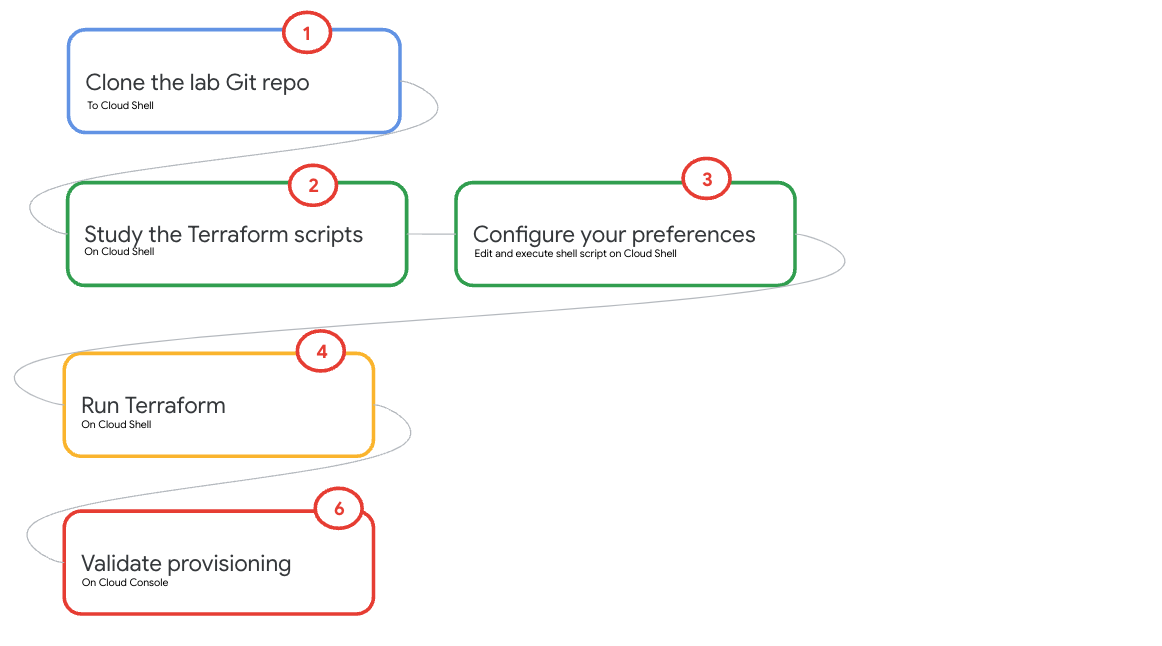 1
Clone the lab Git repo
To Cloud Shell
2
Study the Terraform scripts
On Cloud Shell
3
Configure your preferences
Edit and execute shell script on Cloud Shell
4
Run Terraform
On Cloud Shell
6
Validate provisioning
On Cloud Console